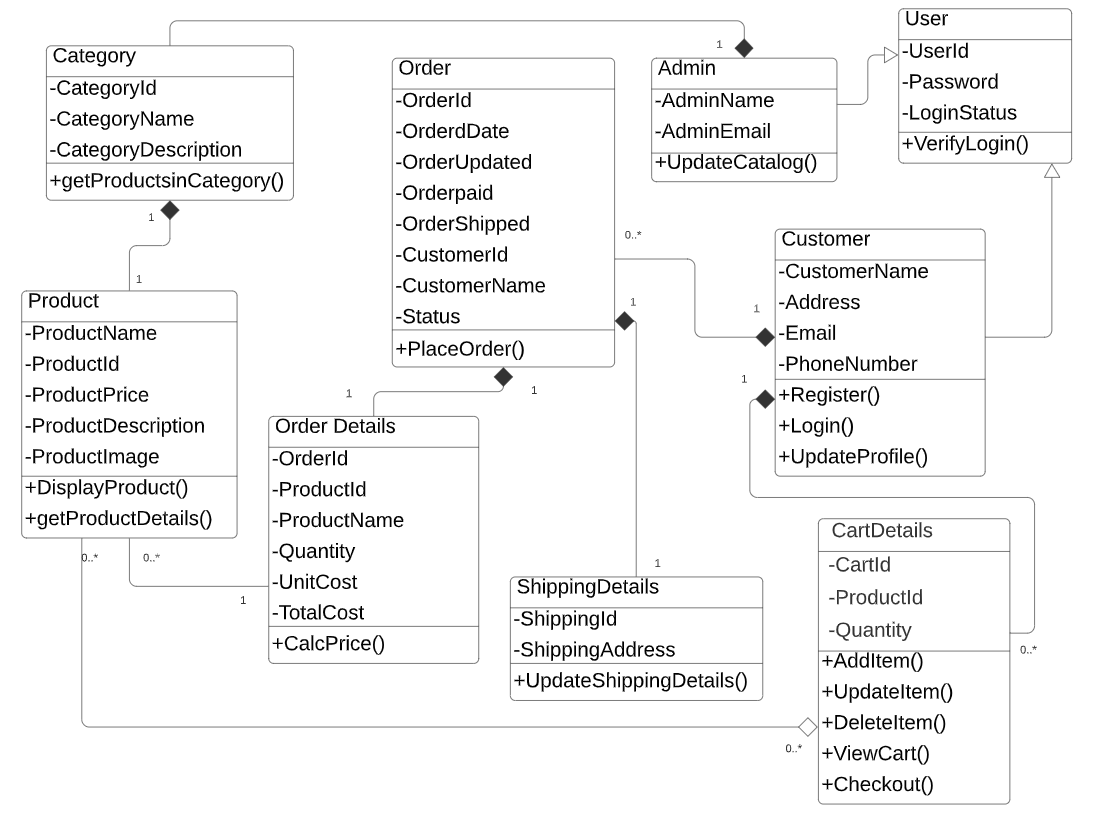 User
-UserId
-Password
-LoginStatus
+VerifyLogin()
Category
-CategoryId
-CategoryName
-CategoryDescription
+getProductsinCategory()
1
Order
-OrderId
-OrderdDate
-OrderUpdated
-Orderpaid
-OrderShipped
-CustomerId
-CustomerName
-Status
+PlaceOrder()
1
Admin
-AdminName
-AdminEmail
+UpdateCatalog()
0..*
1
1
Customer
-CustomerName
-Address
-Email
-PhoneNumber
+Register()
+Login()
+UpdateProfile()
1
1
1
Product
-ProductName
-ProductId
-ProductPrice
-ProductDescription
-ProductImage
+DisplayProduct()
+getProductDetails()
0..*
0..*
1
1
1
Order Details
-OrderId
-ProductId
-ProductName
-Quantity
-UnitCost
-TotalCost
+CalcPrice()
1
ShippingDetails
-ShippingId
-ShippingAddress
+UpdateShippingDetails()
CartDetails
-CartId
-ProductId
-Quantity
+AddItem()
+UpdateItem()
+DeleteItem()
+ViewCart()
+Checkout()
0..*
0..*